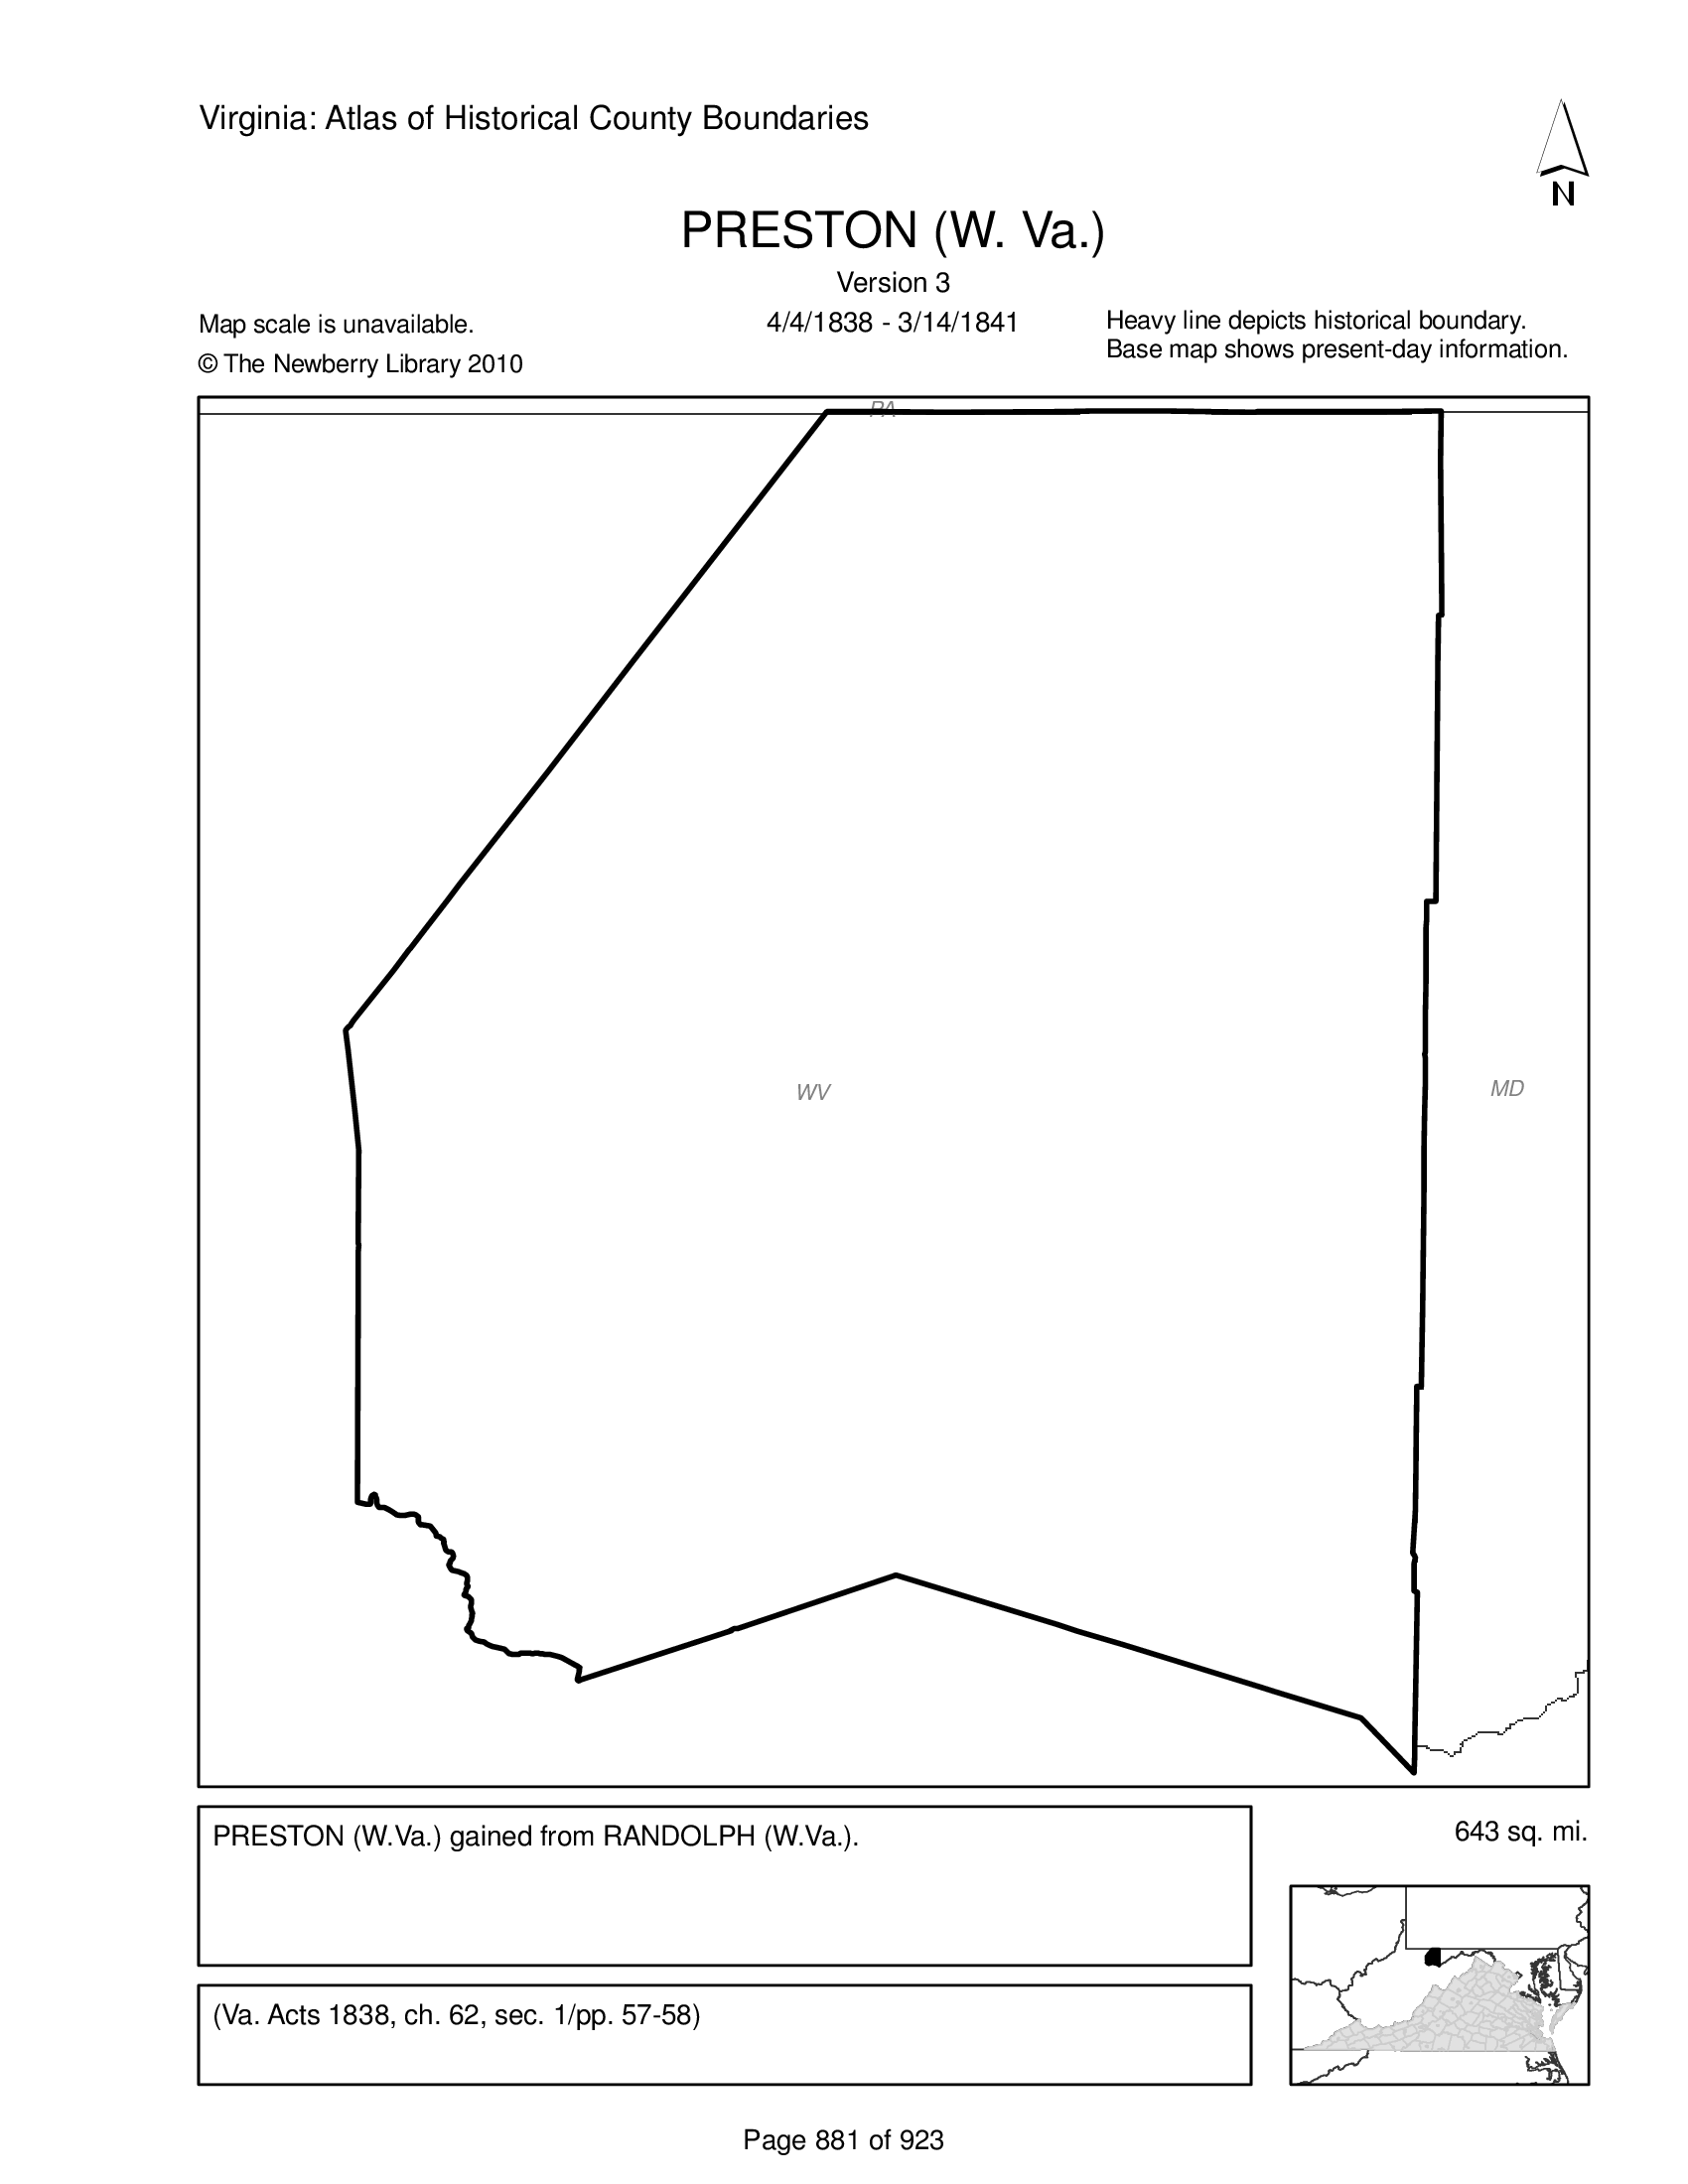 Virginia: Atlas of Historical County Boundaries
N
PRESTON (W. Va.)
Version 3
4/4/1838 - 3/14/1841
Map scale is unavailable.
© The Newberry Library 2010
Heavy line depicts historical boundary.
Base map shows present-day information.
PA
WV
MD
PRESTON (W.Va.) gained from RANDOLPH (W.Va.).
643 sq. mi.
(Va. Acts 1838, ch. 62, sec. 1/pp. 57-58)
Page 881 of 923